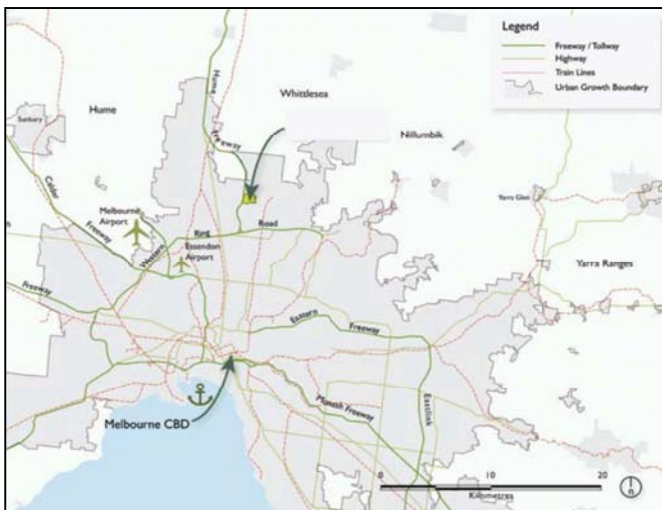 Legend
Freeway / Tollway
Highway
Train Lines
Urban Growth Boundary
Hume
Whittlesea
Hume
Sunbury
Nillumbik
Freeway
Calder
Melbourne
Airport
Yarra Glen
Ring
Road
Freeway
Western
Essendon
Airport
Yarra Ranges
Freeway
Eastern
Freeway
Eastlink
Monash Freeway
Melbourne CBD
0
10
20
Kilometres
n